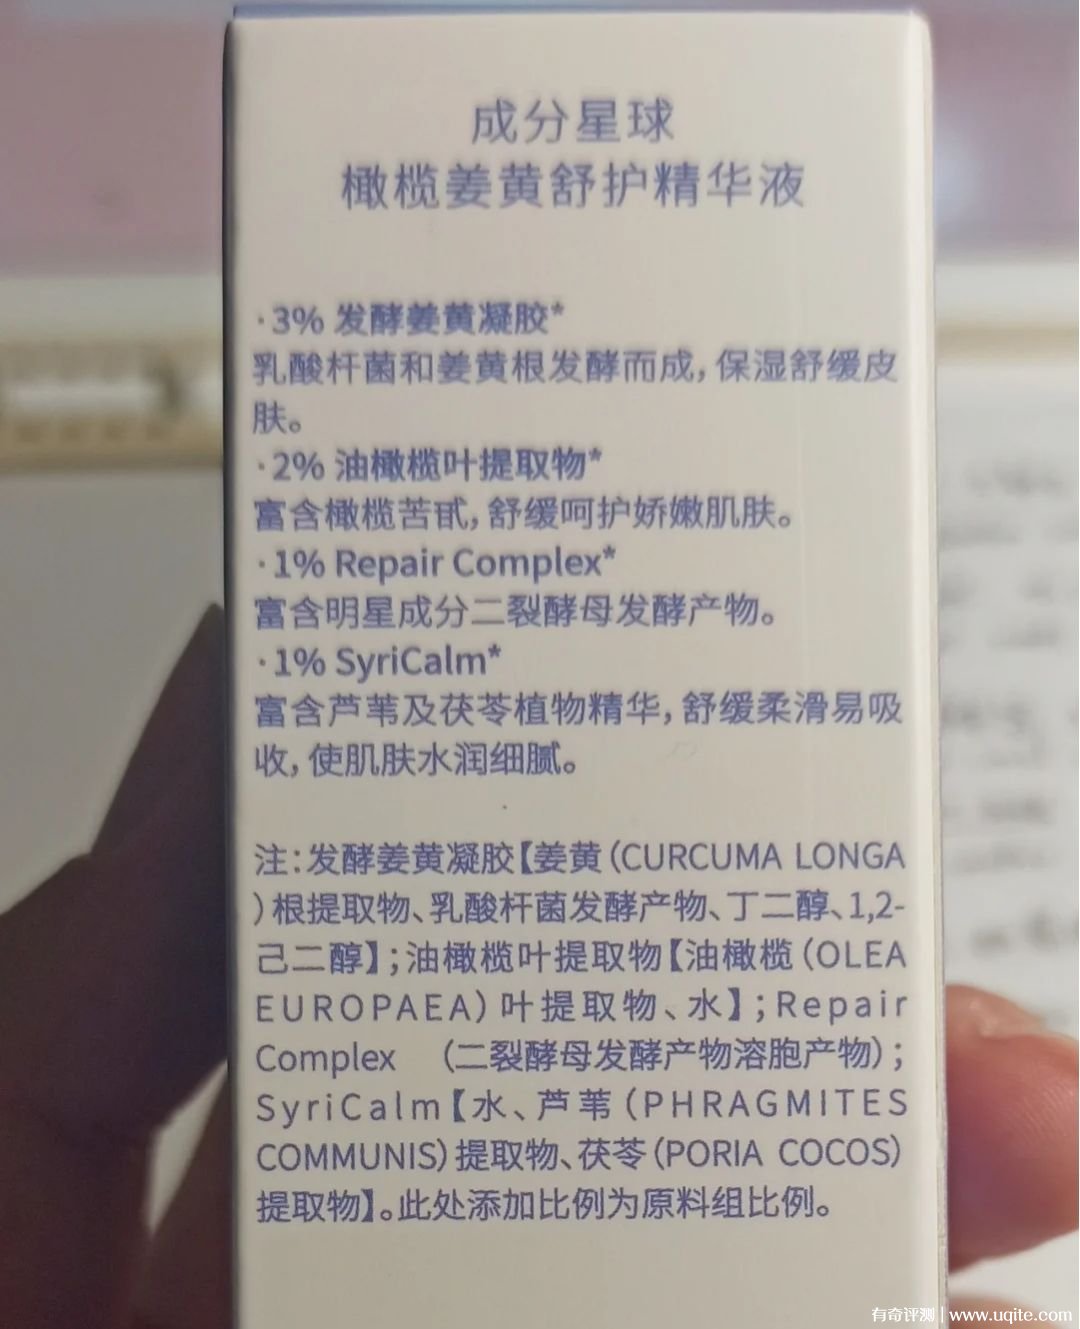 成分星球
橄榄姜黄舒护精华液
·3% 发酵姜黄凝胶*
乳酸杆菌和姜黄根发酵而成，保湿舒缓皮
肤。
·2% 油橄榄叶提取物*
富含橄榄苦甙，舒缓呵护娇嫩肌肤。
·1% Repair Complex*
富含明星成分二裂酵母发酵产物。
·1% SyriCalm*
富含芦苇及茯苓植物精华，舒缓柔滑易吸
收，使肌肤水润细腻。
注：发酵姜黄凝胶【姜黄（CURCUMA LONGA
）根提取物、乳酸杆菌发酵产物、丁二醇、1,2-
己二醇】；油橄榄叶提取物【油橄榄（OLEA
EUROPAEA）叶提取物、水】；Repair
Complex （二裂酵母发酵产物溶胞产物）；
SyriCalm【水、芦苇（PHRAGMITES
COMMUNIS）提取物、茯苓（PORIA COCOS）
提取物】。此处添加比例为原料组比例。
有奇评测 | www.uqite.com